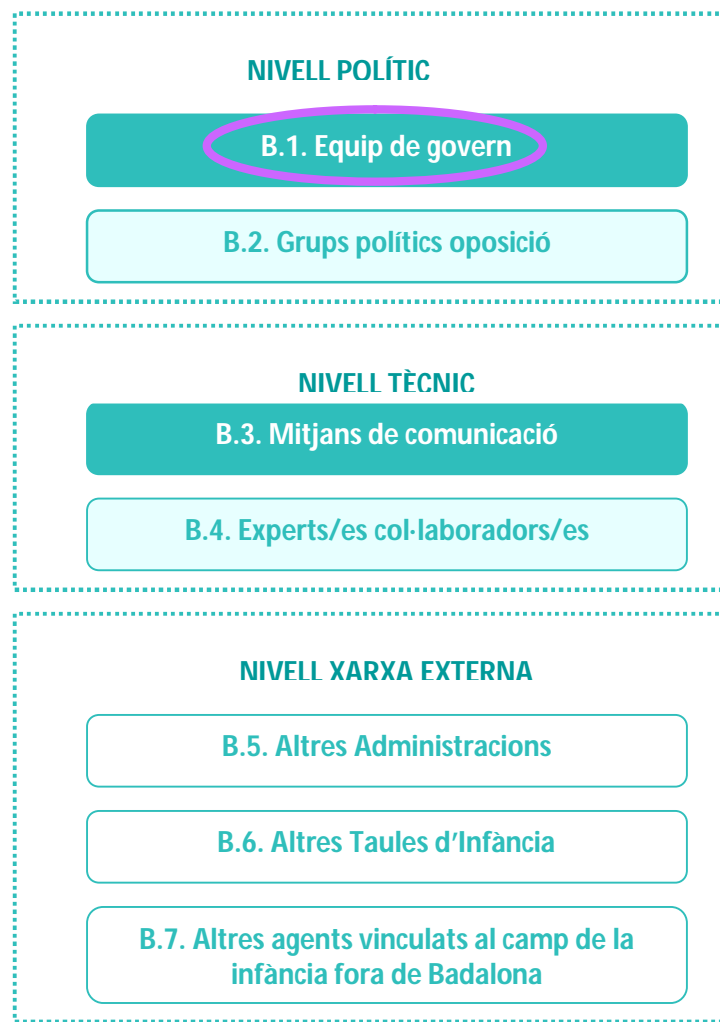 NIVELL POLÍTIC
B.1. Equip de govern
B.2. Grups polítics oposició
NIVELL TÈCNIC
B.3. Mitjans de comunicació
B.4. Experts/es col·laboradors/es
NIVELL XARXA EXTERNA
B.5. Altres Administracions
B.6. Altres Taules d'Infància
B.7. Altres agents vinculats al camp de la
infància fora de Badalona